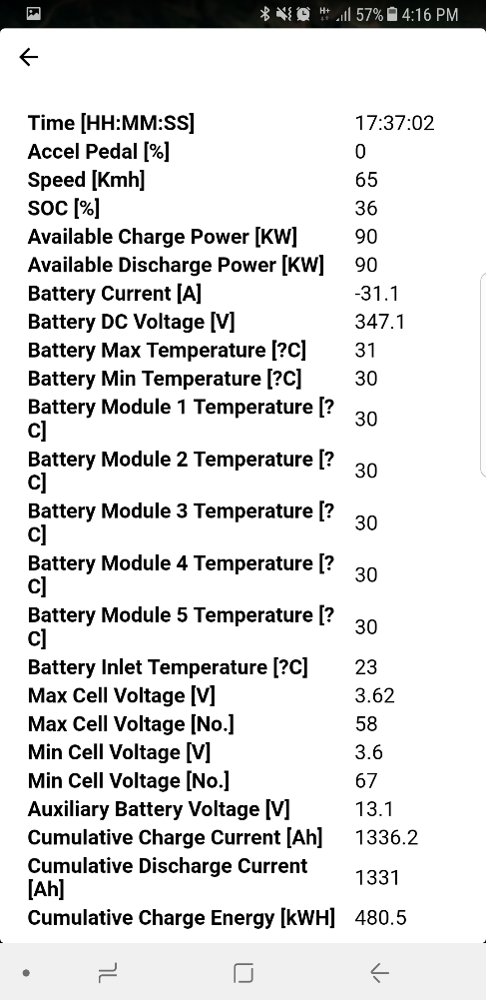 57% 4:16 PM
Time [HH:MM:SS] 17:37:02
Accel Pedal [%] 0
Speed [Kmh] 65
SOC [%] 36
Available Charge Power [KW] 90
Available Discharge Power [KW] 90
Battery Current [A] -31.1
Battery DC Voltage [V] 347.1
Battery Max Temperature [?C] 31
Battery Min Temperature [?C] 30
Battery Module 1 Temperature [?
C] 30
Battery Module 2 Temperature [?
C] 30
Battery Module 3 Temperature [?
C] 30
Battery Module 4 Temperature [?
C] 30
Battery Module 5 Temperature [?
C] 30
Battery Inlet Temperature [?C] 23
Max Cell Voltage [V] 3.62
Max Cell Voltage [No.] 58
Min Cell Voltage [V] 3.6
Min Cell Voltage [No.] 67
Auxiliary Battery Voltage [V] 13.1
Cumulative Charge Current [Ah] 1336.2
Cumulative Discharge Current
[Ah] 1331
Cumulative Charge Energy [kWH] 480.5